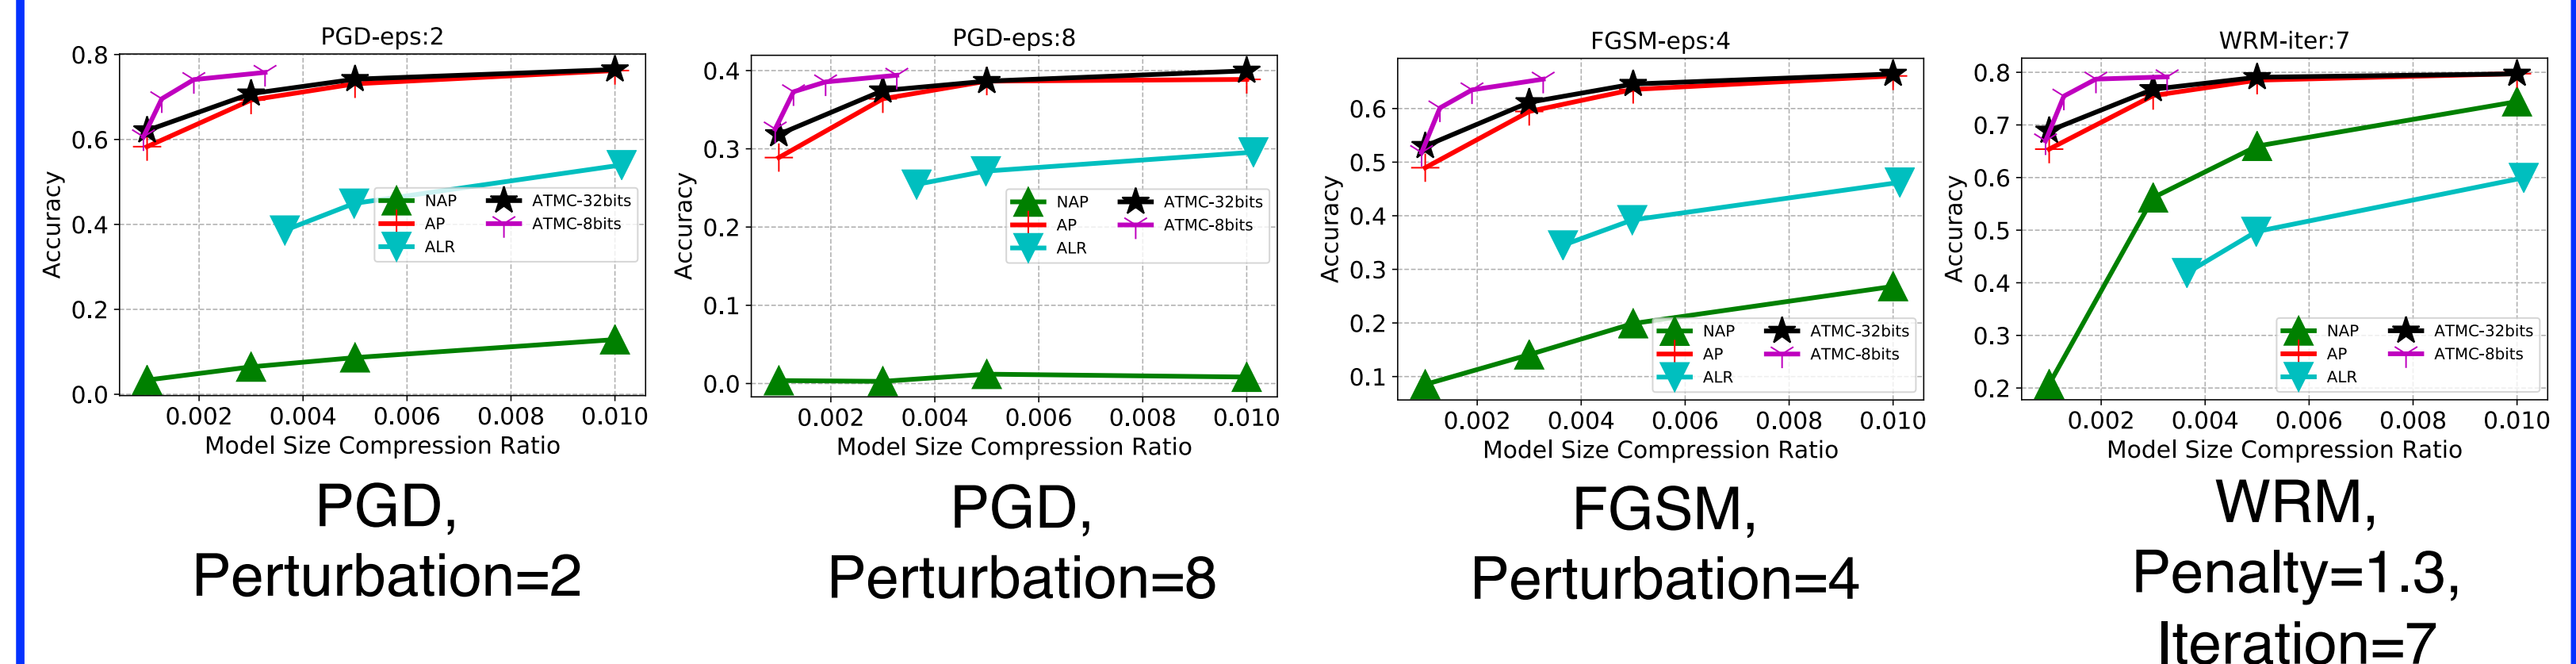 PGD-eps:2
0.8
0.6
0.4
0.2
0.0
Accuracy
NAP
AP
ALR
ATMC-32bits
ATMC-8bits
0.002 0.004 0.006 0.008 0.010
Model Size Compression Ratio
PGD,
Perturbation=2
PGD-eps:8
0.4
0.3
0.2
0.1
0.0
Accuracy
NAP
AP
ALR
ATMC-32bits
ATMC-8bits
0.002 0.004 0.006 0.008 0.010
Model Size Compression Ratio
PGD,
Perturbation=8
FGSM-eps:4
0.6
0.5
0.4
0.3
0.2
0.1
Accuracy
NAP
AP
ALR
ATMC-32bits
ATMC-8bits
0.002 0.004 0.006 0.008 0.010
Model Size Compression Ratio
FGSM,
Perturbation=4
WRM-iter:7
0.8
0.7
0.6
0.5
0.4
0.3
0.2
Accuracy
NAP
AP
ALR
ATMC-32bits
ATMC-8bits
0.002 0.004 0.006 0.008 0.010
Model Size Compression Ratio
WRM,
Penalty=1.3,
Iteration=7